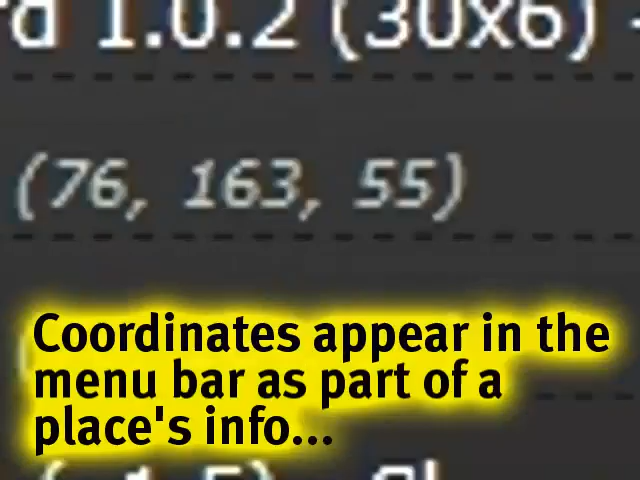 d 1.0.2 (30x6)
(76, 163, 55)
Coordinates appear in the
menu bar as part of a
place's info...